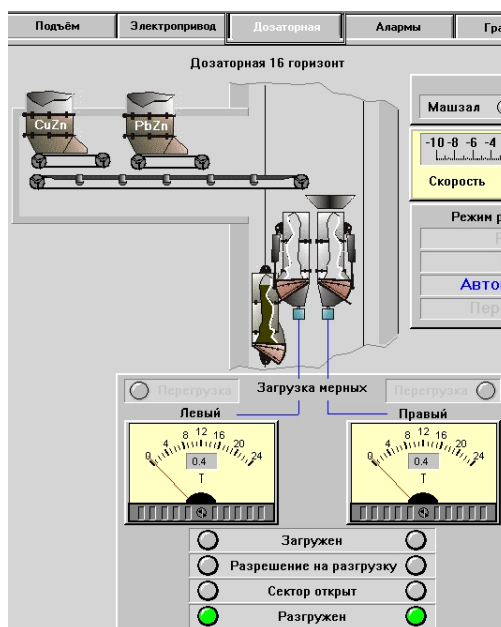 Подъём Электропривод Дозаторная Алармы
Дозаторная 16 горизонт
CuZn PbZn
Машзал
-10 -8 -6 -4
Скорость
Режим
Перегрузка Загрузка мерных Перегрузка
Левый Правый
0 4 8 12 16 20 24 0 4 8 12 16 20 24
0.4 0.4
T T
Загружен
Разрешение на разгрузку
Сектор открыт
Разгружен